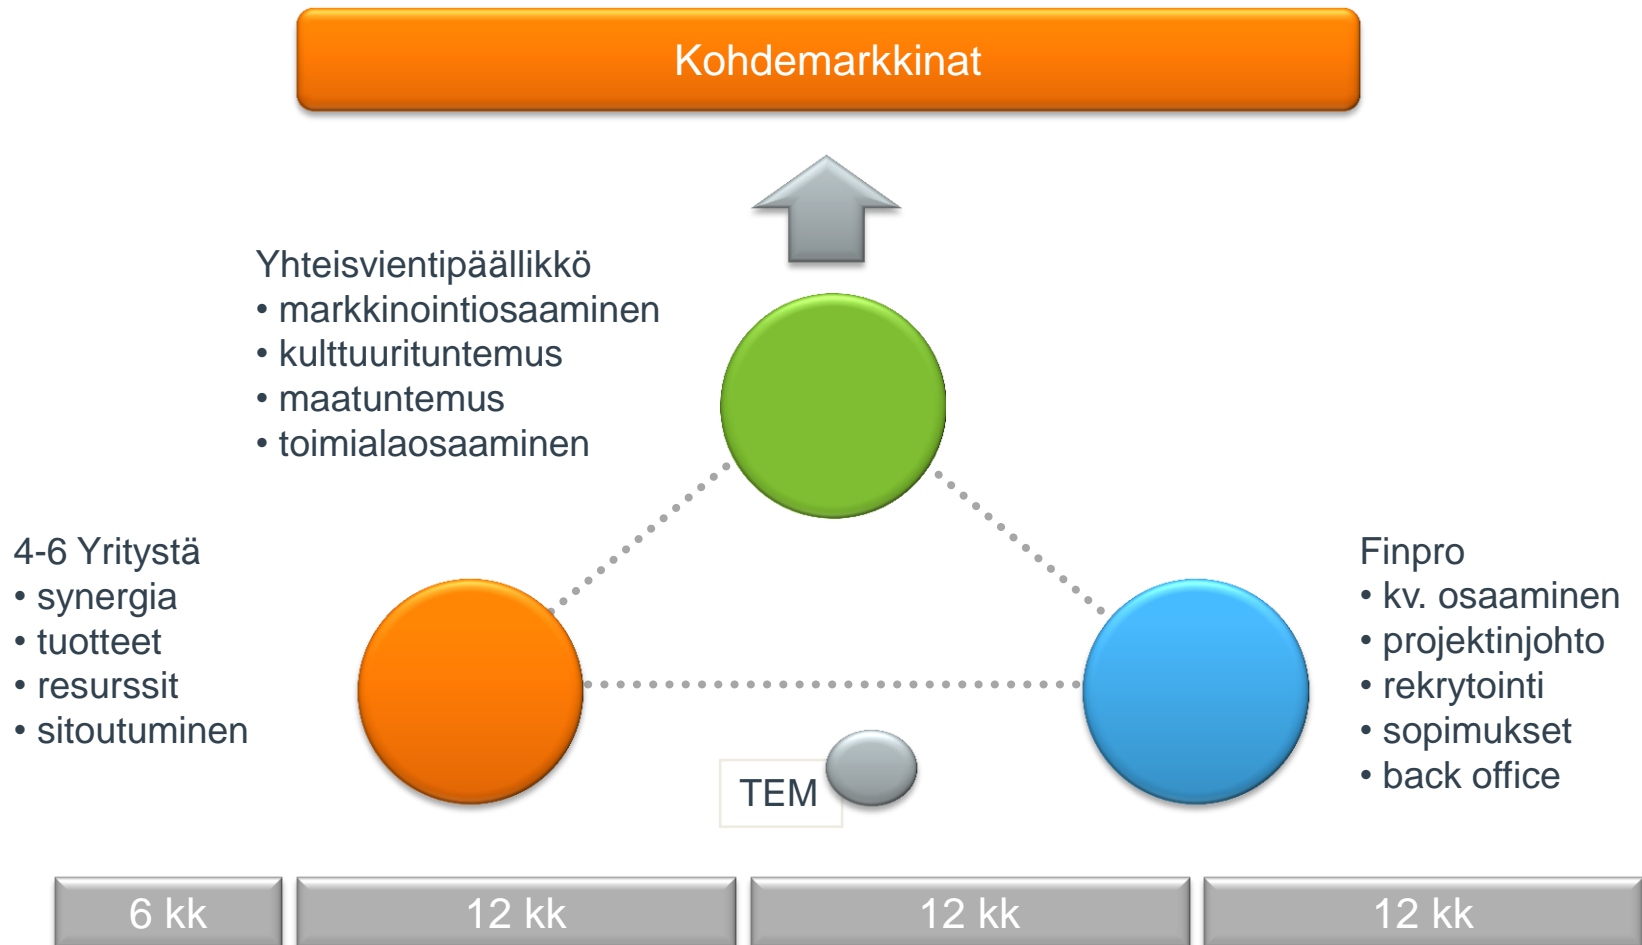 Kohdemarkkinat
Yhteisvientipäällikkö
• markkinointiosaaminen
• kulttuurituntemus
• maatuntemus
• toimialaosaaminen
4-6 Yritystä
• synergia
• tuotteet
• resurssit
• sitoutuminen
Finpro
• kv. osaaminen
• projektinjohto
• rekrytointi
• sopimukset
• back office
TEM
6 kk
12 kk
12 kk
12 kk